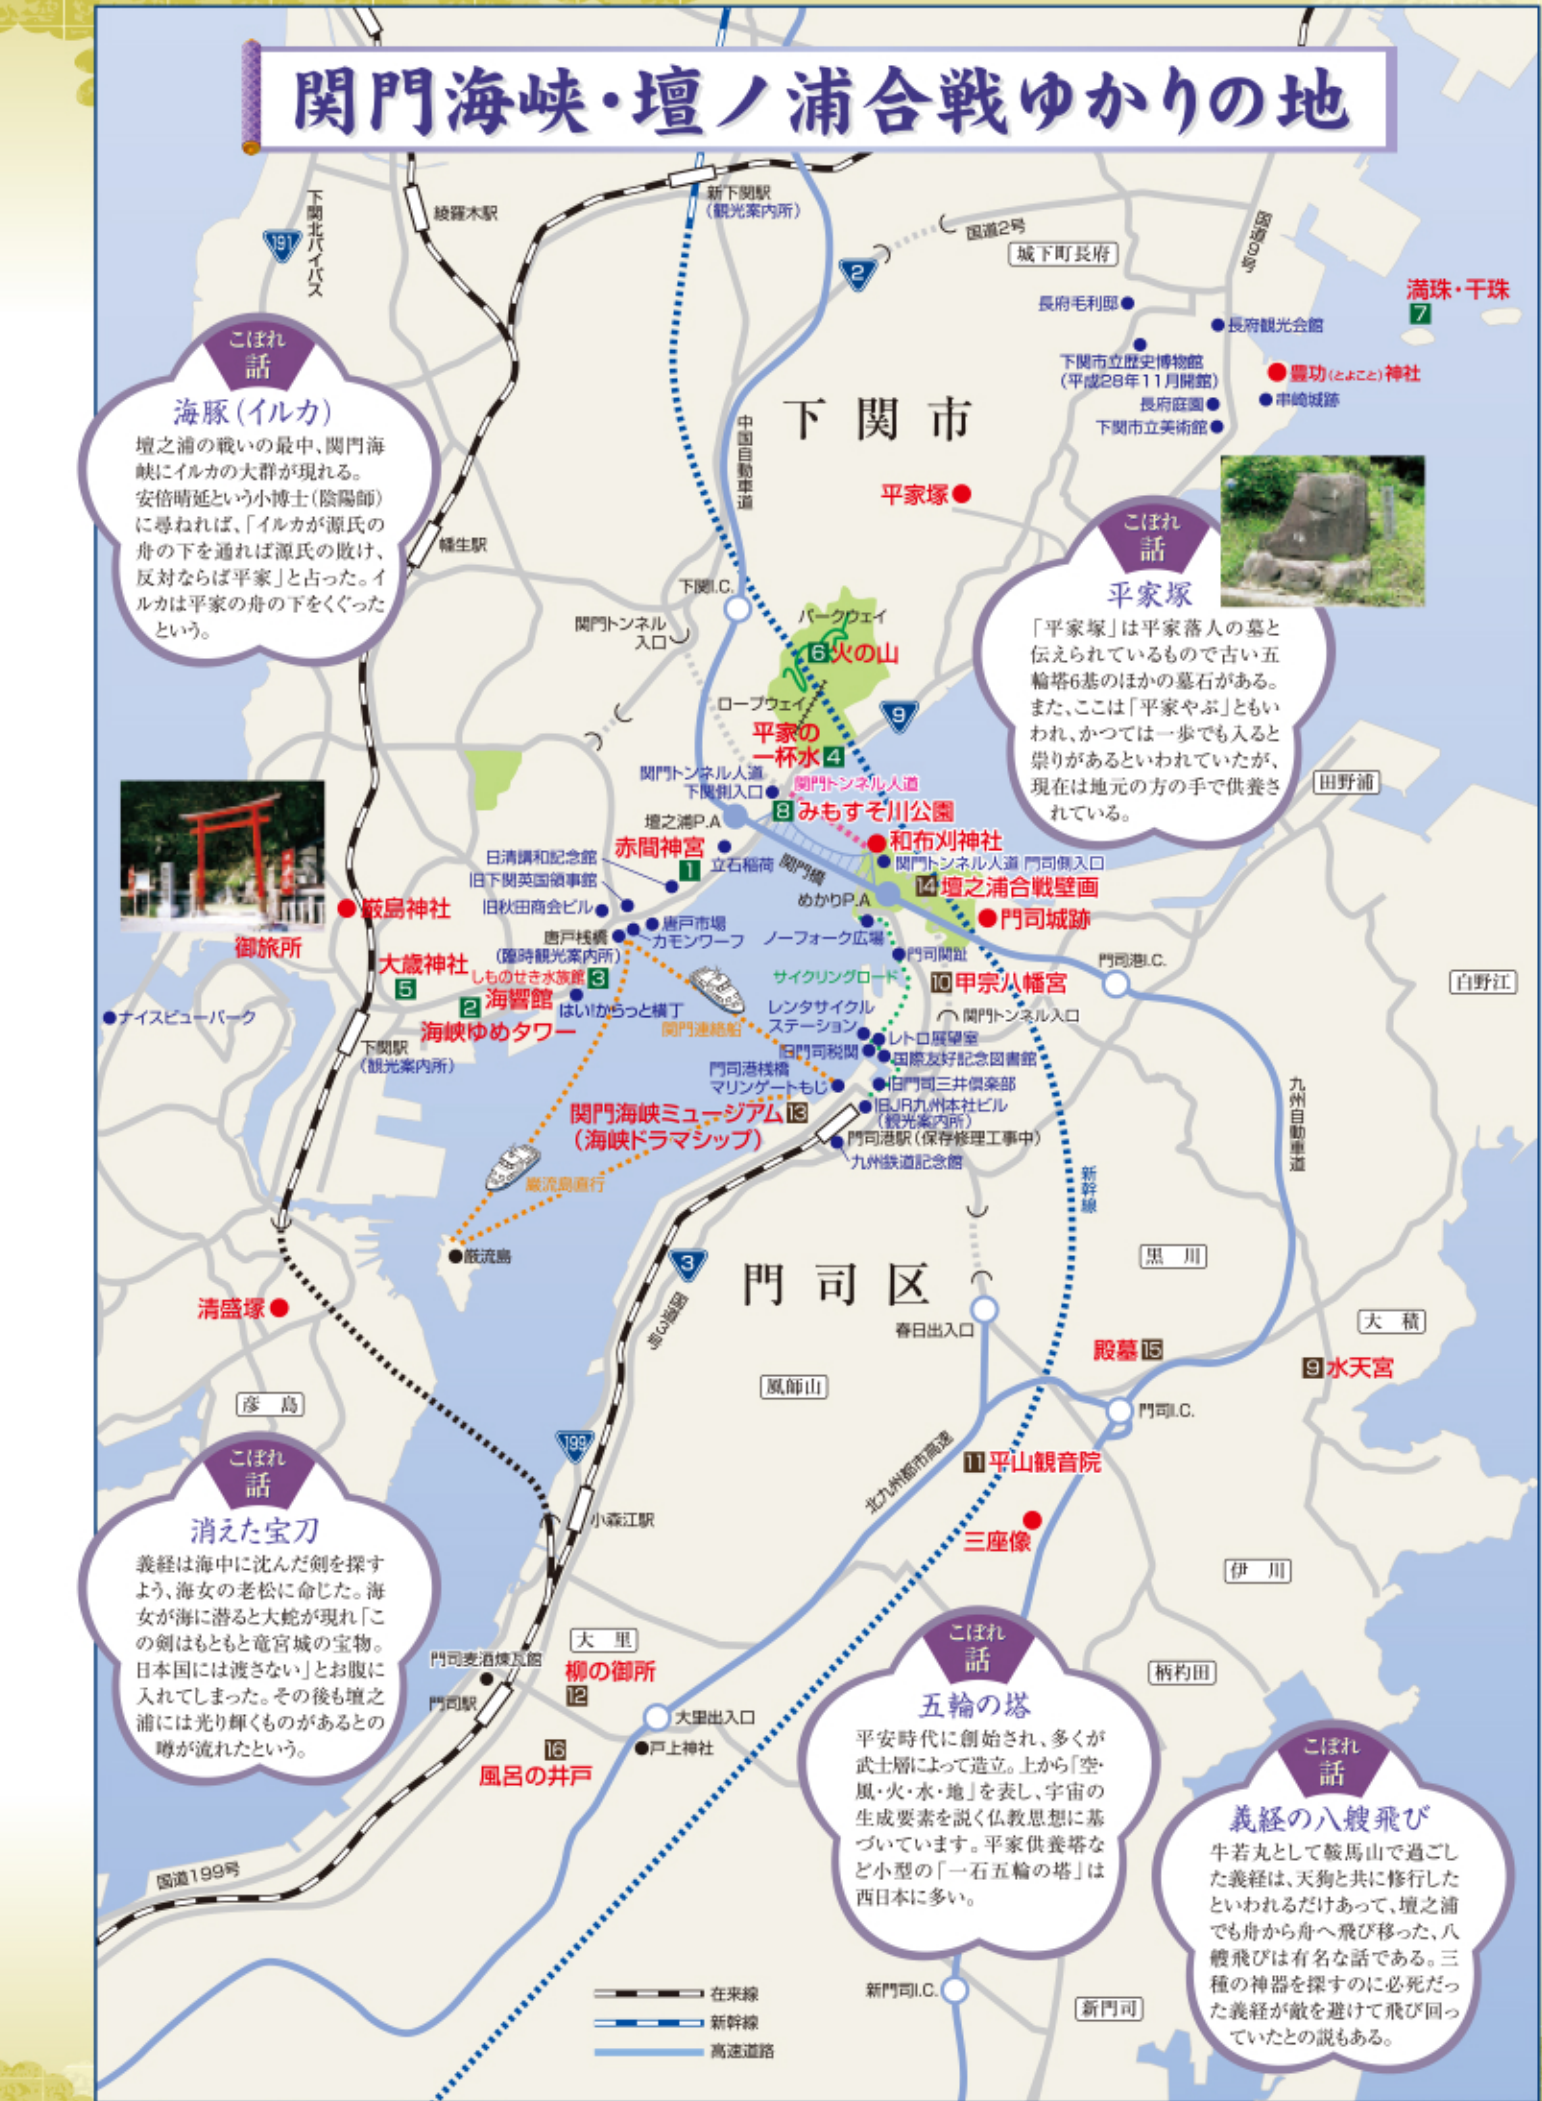 関門海峡・壇ノ浦合戦ゆかりの地
下関北バイパス
191
綾羅木駅
新下関駅
(観光案内所)
国道2号
2
城下町長府
国道9号
満珠・干珠
7
長府毛利邸
長府観光会館
下関市立歴史博物館
(平成28年11月開館)
豊功(とよこと)神社
串崎城跡
長府庭園
下関市立美術館
下関市
中国自動車道
平家塚
こぼれ
話
海豚(イルカ)
壇之浦の戦いの最中、関門海
峡にイルカの大群が現れる。
安倍晴延という小博士(陰陽師)
に尋ねれば、「イルカが源氏の
舟の下を通れば源氏の敗け、
反対ならば平家」と占った。イ
ルカは平家の舟の下をくぐった
という。
こぼれ
話
平家塚
「平家塚」は平家落人の墓と
伝えられているもので古い五
輪塔6基のほかの墓石がある。
また、ここは「平家やぶ」ともい
われ、かつては一歩でも入ると
祟りがあるといわれていたが、
現在は地元の方の手で供養さ
れている。
幡生駅
下関I.C.
関門トンネル
入口
パークウェイ
6 火の山
ロープウェイ
9
平家の
一杯水 4
関門トンネル人道
下関側入口
関門トンネル人道
8 みもすそ川公園
壇之浦P.A
赤間神宮
1
立石稲荷
関門橋
和布刈神社
関門トンネル人道 門司側入口
14 壇之浦合戦壁画
めかりP.A
門司城跡
田野浦
日清講和記念館
旧下関英国領事館
旧秋田商会ビル
唐戸市場
カモンワーフ
唐戸桟橋
(臨時観光案内所)
ノーフォーク広場
門司関址
門司港I.C.
白野江
厳島神社
御旅所
大歳神社
5
しものせき水族館 3
2 海響館
はい!からっと横丁
海峡ゆめタワー
ナイスビューパーク
下関駅
(観光案内所)
サイクリングロード
10 甲宗八幡宮
関門トンネル入口
レンタサイクル
ステーション
レトロ展望室
旧門司税関
国際友好記念図書館
関門連絡船
門司港桟橋
マリンゲートもじ
旧門司三井倶楽部
旧JR九州本社ビル
(観光案内所)
関門海峡ミュージアム 13
(海峡ドラマシップ)
門司港駅(保存修理工事中)
九州鉄道記念館
九州自動車道
新幹線
巌流島直行
巌流島
3
国道3号
門司区
黒川
清盛塚
春日出入口
大積
殿墓 15
9 水天宮
風師山
彦島
門司I.C.
199
北九州都市高速
11 平山観音院
三座像
小森江駅
伊川
こぼれ
話
消えた宝刀
義経は海中に沈んだ剣を探す
よう、海女の老松に命じた。海
女が海に潜ると大蛇が現れ「こ
の剣はもともと竜宮城の宝物。
日本国には渡さない」とお腹に
入れてしまった。その後も壇之
浦には光り輝くものがあるとの
噂が流れたという。
大里
門司麦酒煉瓦館
柳の御所
12
門司駅
大里出入口
戸上神社
16
風呂の井戸
柄杓田
こぼれ
話
五輪の塔
平安時代に創始され、多くが
武士層によって造立。上から「空・
風・火・水・地」を表し、宇宙の
生成要素を説く仏教思想に基
づいています。平家供養塔な
ど小型の「一石五輪の塔」は
西日本に多い。
こぼれ
話
義経の八艘飛び
牛若丸として鞍馬山で過ごし
た義経は、天狗と共に修行した
といわれるだけあって、壇之浦
でも舟から舟へ飛び移った、八
艘飛びは有名な話である。三
種の神器を探すのに必死だっ
た義経が敵を避けて飛び回っ
ていたとの説もある。
国道199号
新門司I.C.
新門司
在来線
新幹線
高速道路